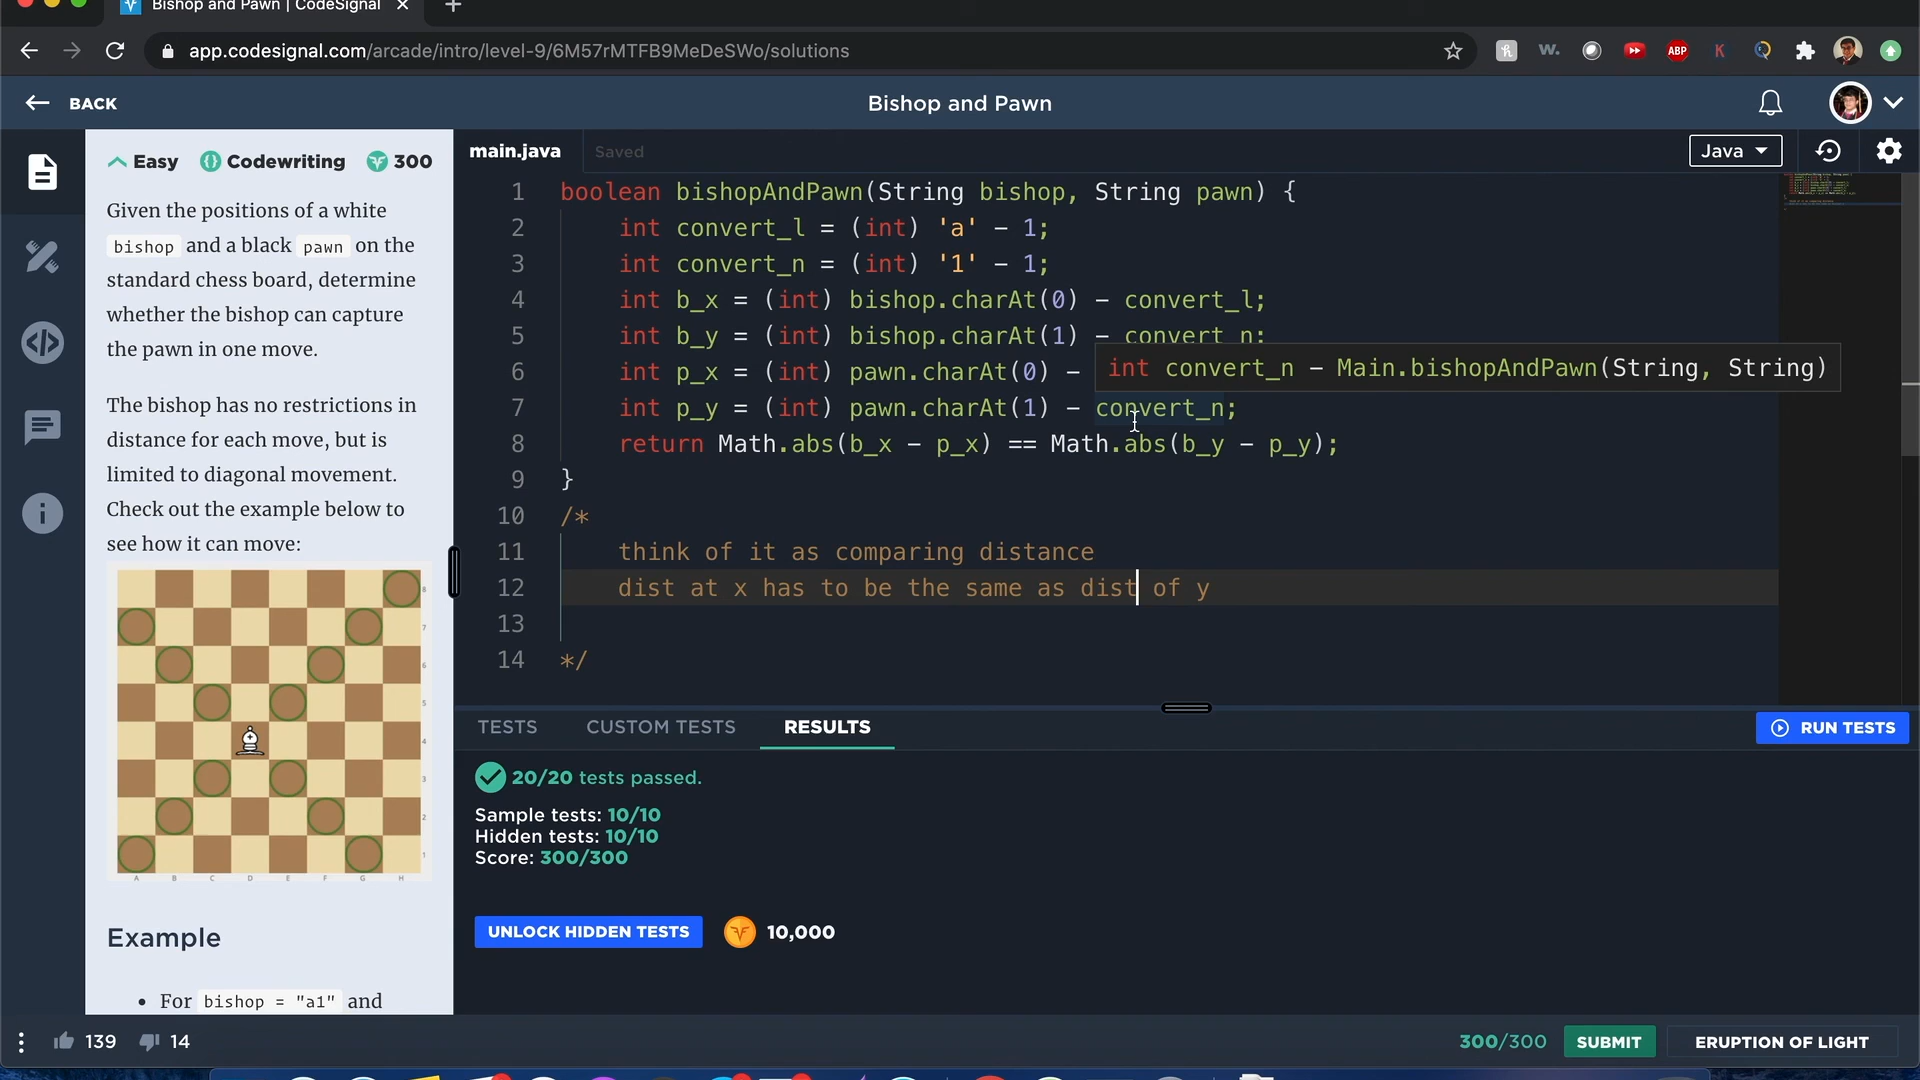 Bishop and Pawn | CodeSignal
app.codesignal.com/arcade/intro/level-9/6M57rMTFB9MeDeSWo/solutions
ABP
K
BACK
Bishop and Pawn
Easy
Codewriting
300
Given the positions of a white
bishop and a black pawn on the
standard chess board, determine
whether the bishop can capture
the pawn in one move.
The bishop has no restrictions in
distance for each move, but is
limited to diagonal movement.
Check out the example below to
see how it can move:
8
7
6
5
4
3
2
1
A B C D E F G H
Example
• For bishop = "a1" and
main.java
Saved
Java
1 boolean bishopAndPawn(String bishop, String pawn) {
2 int convert_l = (int) 'a' - 1;
3 int convert_n = (int) '1' - 1;
4 int b_x = (int) bishop.charAt(0) - convert_l;
5 int b_y = (int) bishop.charAt(1) - convert_n;
6 int p_x = (int) pawn.charAt(0) -
int convert_n - Main.bishopAndPawn(String, String)
7 int p_y = (int) pawn.charAt(1) - convert_n;
8 return Math.abs(b_x - p_x) == Math.abs(b_y - p_y);
9 }
10 /*
11 think of it as comparing distance
12 dist at x has to be the same as dist of y
13
14 */
TESTS
CUSTOM TESTS
RESULTS
RUN TESTS
20/20 tests passed.
Sample tests: 10/10
Hidden tests: 10/10
Score: 300/300
UNLOCK HIDDEN TESTS
10,000
139
14
300/300
SUBMIT
ERUPTION OF LIGHT